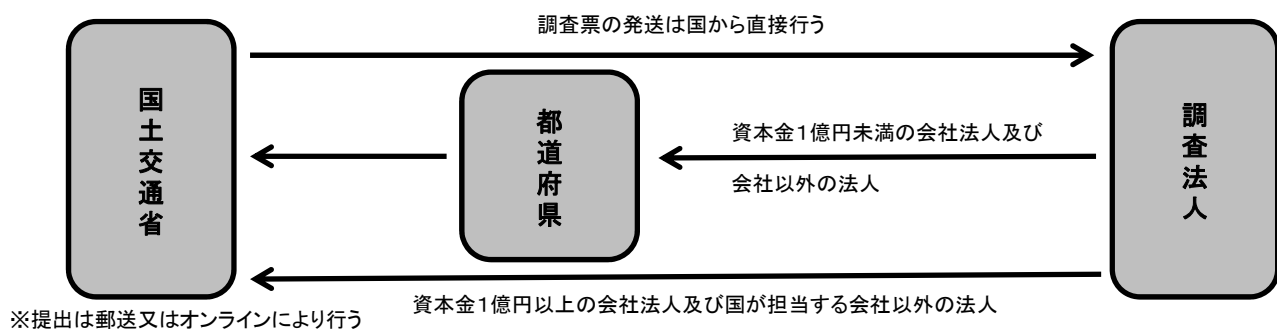 調査票の発送は国から直接行う
国土交通省
都道府県
資本金1億円未満の会社法人及び
会社以外の法人
調査法人
資本金1億円以上の会社法人及び国が担当する会社以外の法人
※提出は郵送又はオンラインにより行う